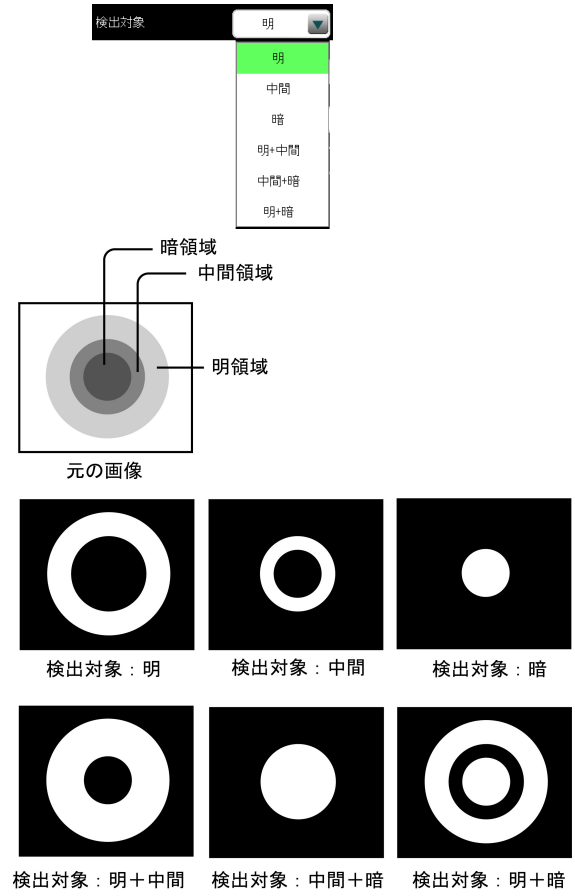 検出対象 明
明
中間
暗
明+中間
中間+暗
明+暗
暗領域
中間領域
明領域
元の画像
検出対象：明 検出対象：中間 検出対象：暗
検出対象：明＋中間 検出対象：中間＋暗 検出対象：明＋暗